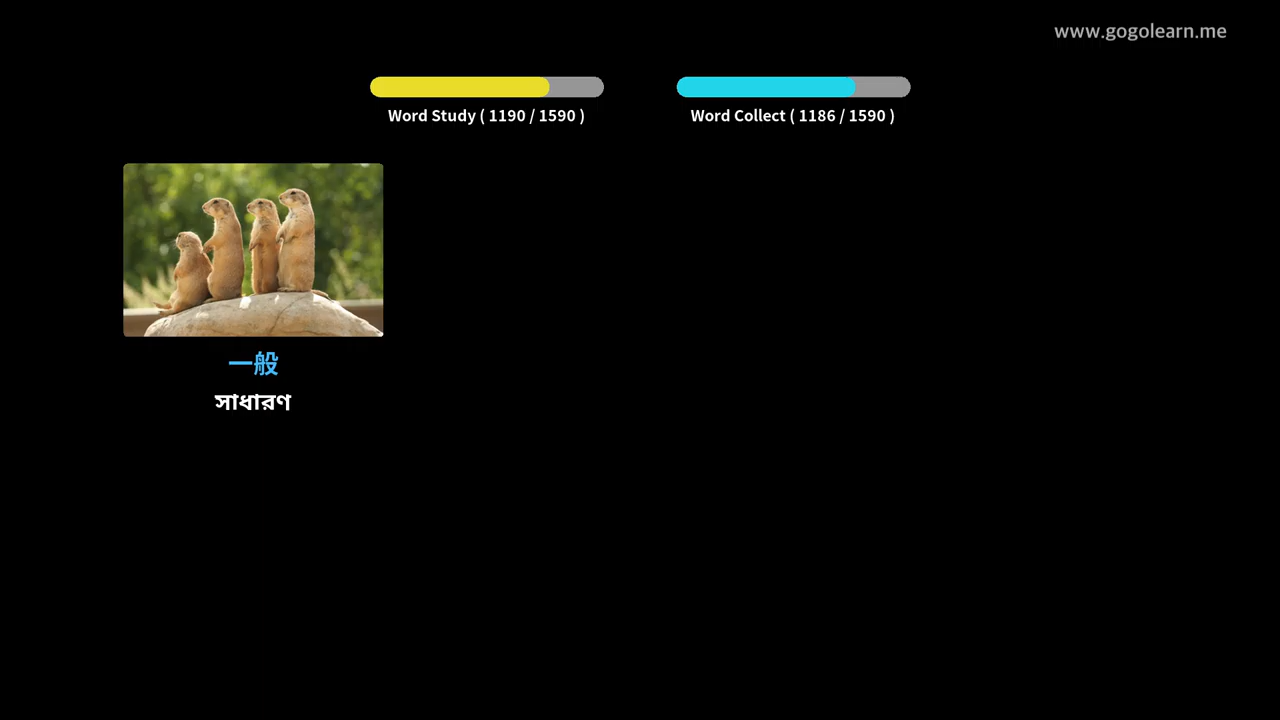 www.gogolearn.me
Word Study ( 1190 / 1590 )
Word Collect ( 1186 / 1590 )
一般
সাধারণ